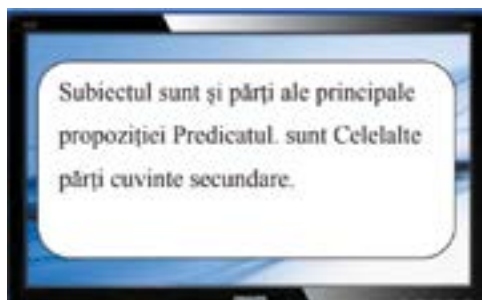 Subiectul sunt și părți ale principale
propoziției Predicatul. sunt Celelalte
părți cuvinte secundare.